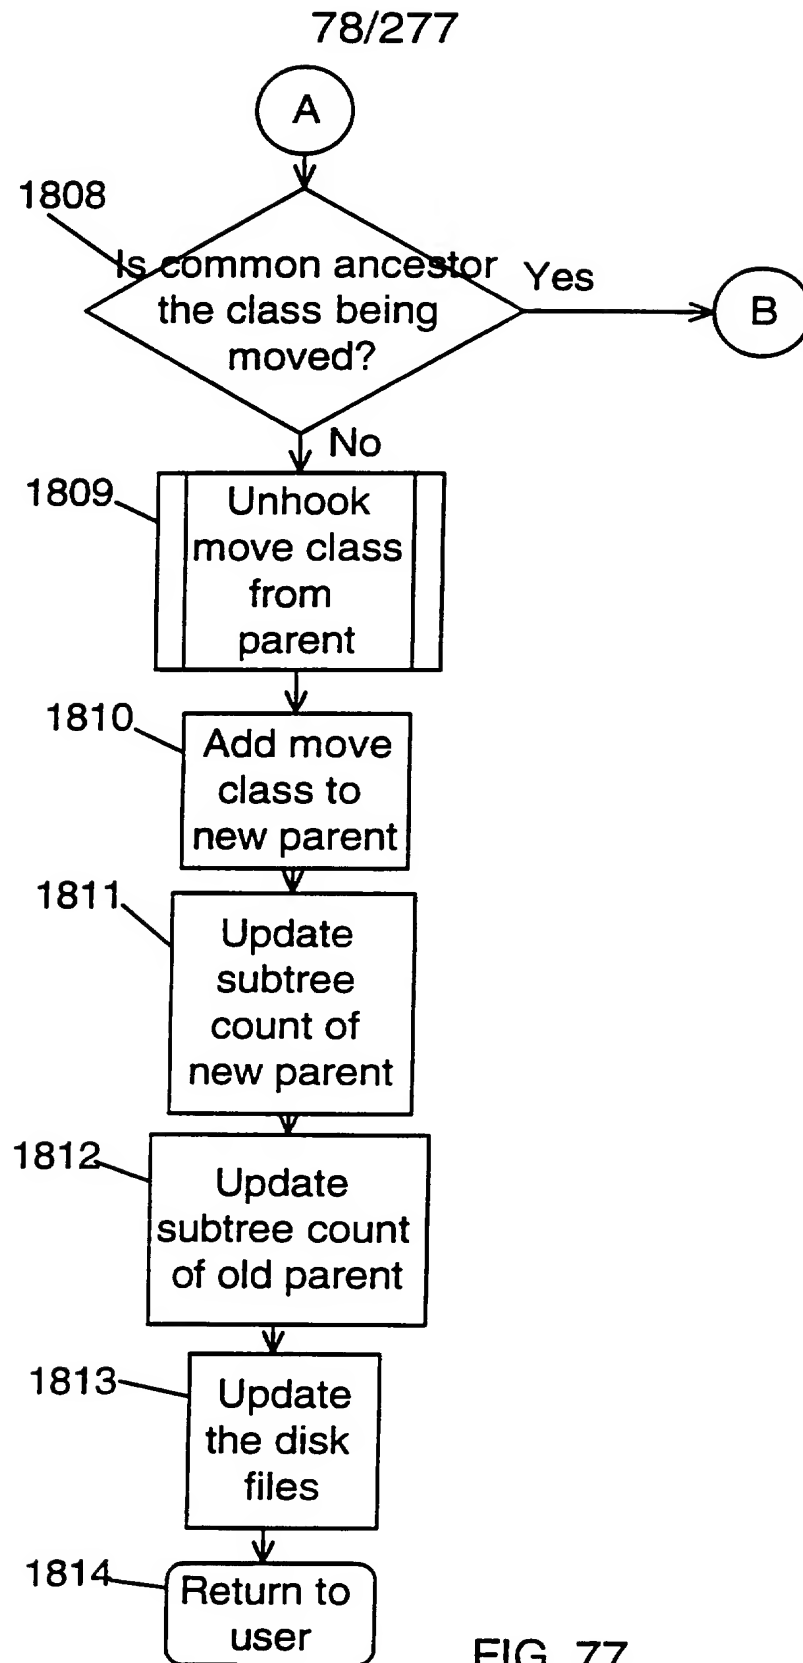 78/277
A
1808
Is common ancestor
the class being
moved?
Yes
B
No
1809
Unhook
move class
from
parent
1810
Add move
class to
new parent
1811
Update
subtree
count of
new parent
1812
Update
subtree count
of old parent
1813
Update
the disk
files
1814
Return to
user
FIG. 77